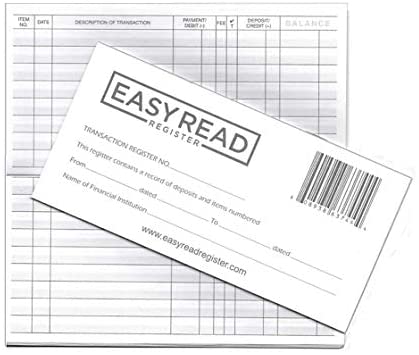 ITEM NO. DATE DESCRIPTION OF TRANSACTION PAYMENT/ DEBIT (-) FEE ✓ T DEPOSIT/ CREDIT (+) BALANCE
EASY READ
REGISTER
TRANSACTION REGISTER NO.
This register contains a record of deposits and items numbered
From dated To dated
Name of Financial Institution
www.easyreadregister.com